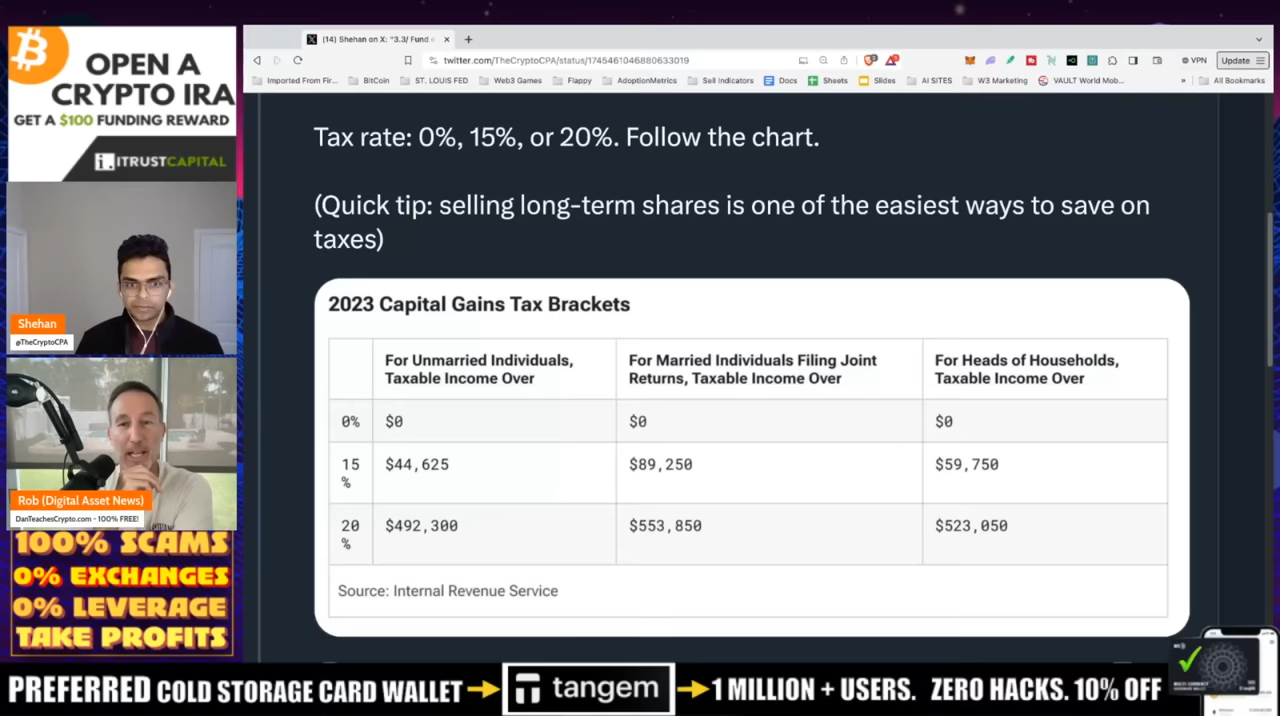 OPEN A
CRYPTO IRA
GET A $100 FUNDING REWARD
i. iTRUSTCAPITAL
Shehan
@TheCryptoCPA
Rob (Digital Asset News)
DanTeachesCrypto.com - 100% FREE!
100% SCAMS
0% EXCHANGES
0% LEVERAGE
TAKE PROFITS
(14) Shehan on X: "3.3/ Fund
twitter.com/TheCryptoCPA/status/1745461046880633019
VPN
Update
Imported From Fir...
BitCoin
ST. LOUIS FED
Web3 Games
Flappy
AdoptionMetrics
Sell Indicators
Docs
Sheets
Slides
AI SITES
W3 Marketing
VAULT World Mob...
»
All Bookmarks
Tax rate: 0%, 15%, or 20%. Follow the chart.
(Quick tip: selling long-term shares is one of the easiest ways to save on
taxes)
2023 Capital Gains Tax Brackets
For Unmarried Individuals,
Taxable Income Over
For Married Individuals Filing Joint
Returns, Taxable Income Over
For Heads of Households,
Taxable Income Over
0% $0 $0 $0
15
% $44,625 $89,250 $59,750
20
% $492,300 $553,850 $523,050
Source: Internal Revenue Service
PREFERRED COLD STORAGE CARD WALLET tangem 1 MILLION + USERS. ZERO HACKS. 10% OFF